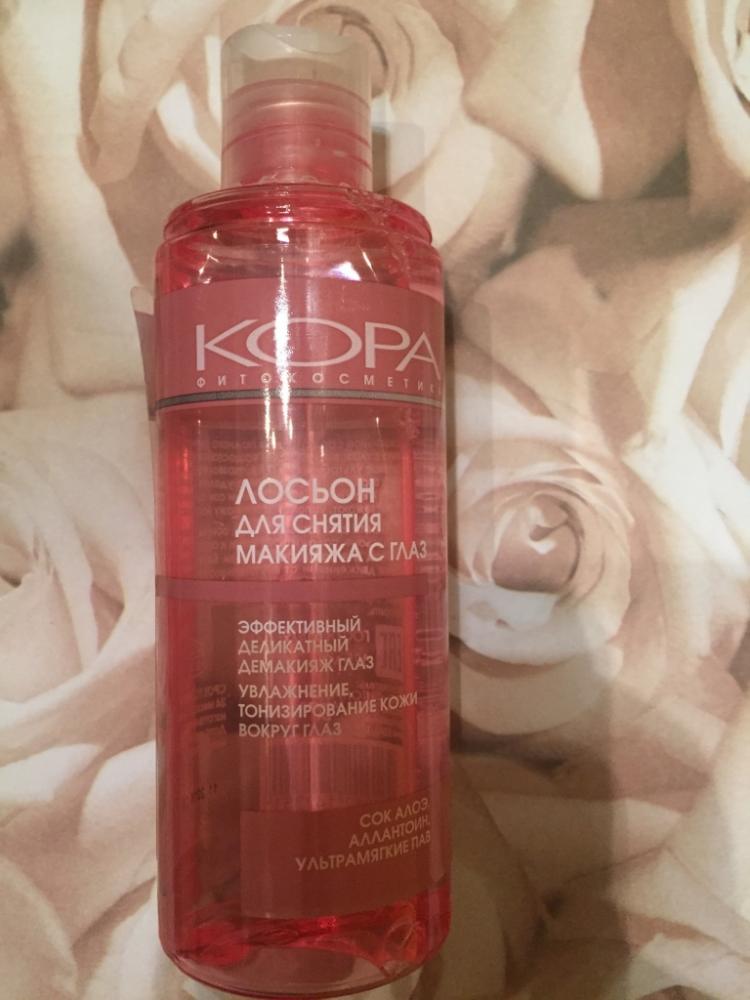 КОРА
ФИТОКОСМЕТИКА
ЛОСЬОН
ДЛЯ СНЯТИЯ
МАКИЯЖА С ГЛАЗ
ЭФФЕКТИВНЫЙ
ДЕЛИКАТНЫЙ
ДЕМАКИЯЖ ГЛАЗ
УВЛАЖНЕНИЕ,
ТОНИЗИРОВАНИЕ КОЖИ
ВОКРУГ ГЛАЗ
СОК АЛОЭ,
АЛЛАНТОИН,
УЛЬТРАМЯГКИЕ ПАВ